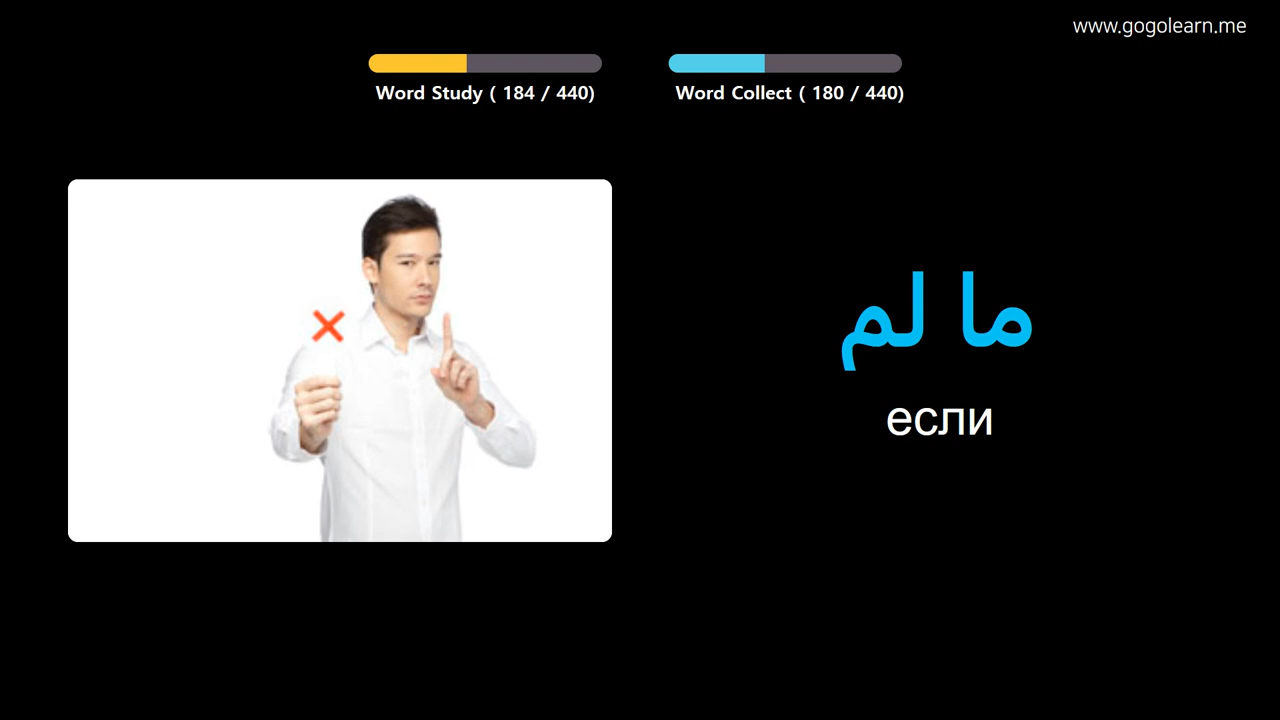 www.gogolearn.me
Word Study ( 184 / 440)
Word Collect ( 180 / 440)
ما لم
если